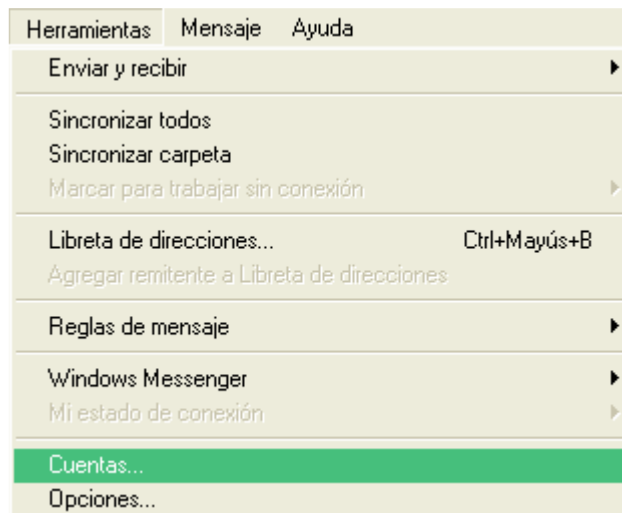 Herramientas Mensaje Ayuda
Enviar y recibir
Sincronizar todos
Sincronizar carpeta
Marcar para trabajar sin conexión
Libreta de direcciones... Ctrl+Mayús+B
Agregar remitente a Libreta de direcciones
Reglas de mensaje
Windows Messenger
Mi estado de conexión
Cuentas...
Opciones...